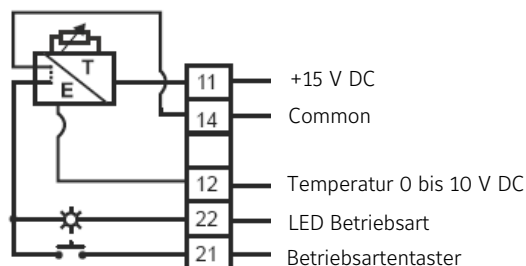 T
E
11 +15 V DC
14 Common
12 Temperatur 0 bis 10 V DC
22 LED Betriebsart
21 Betriebsartentaster